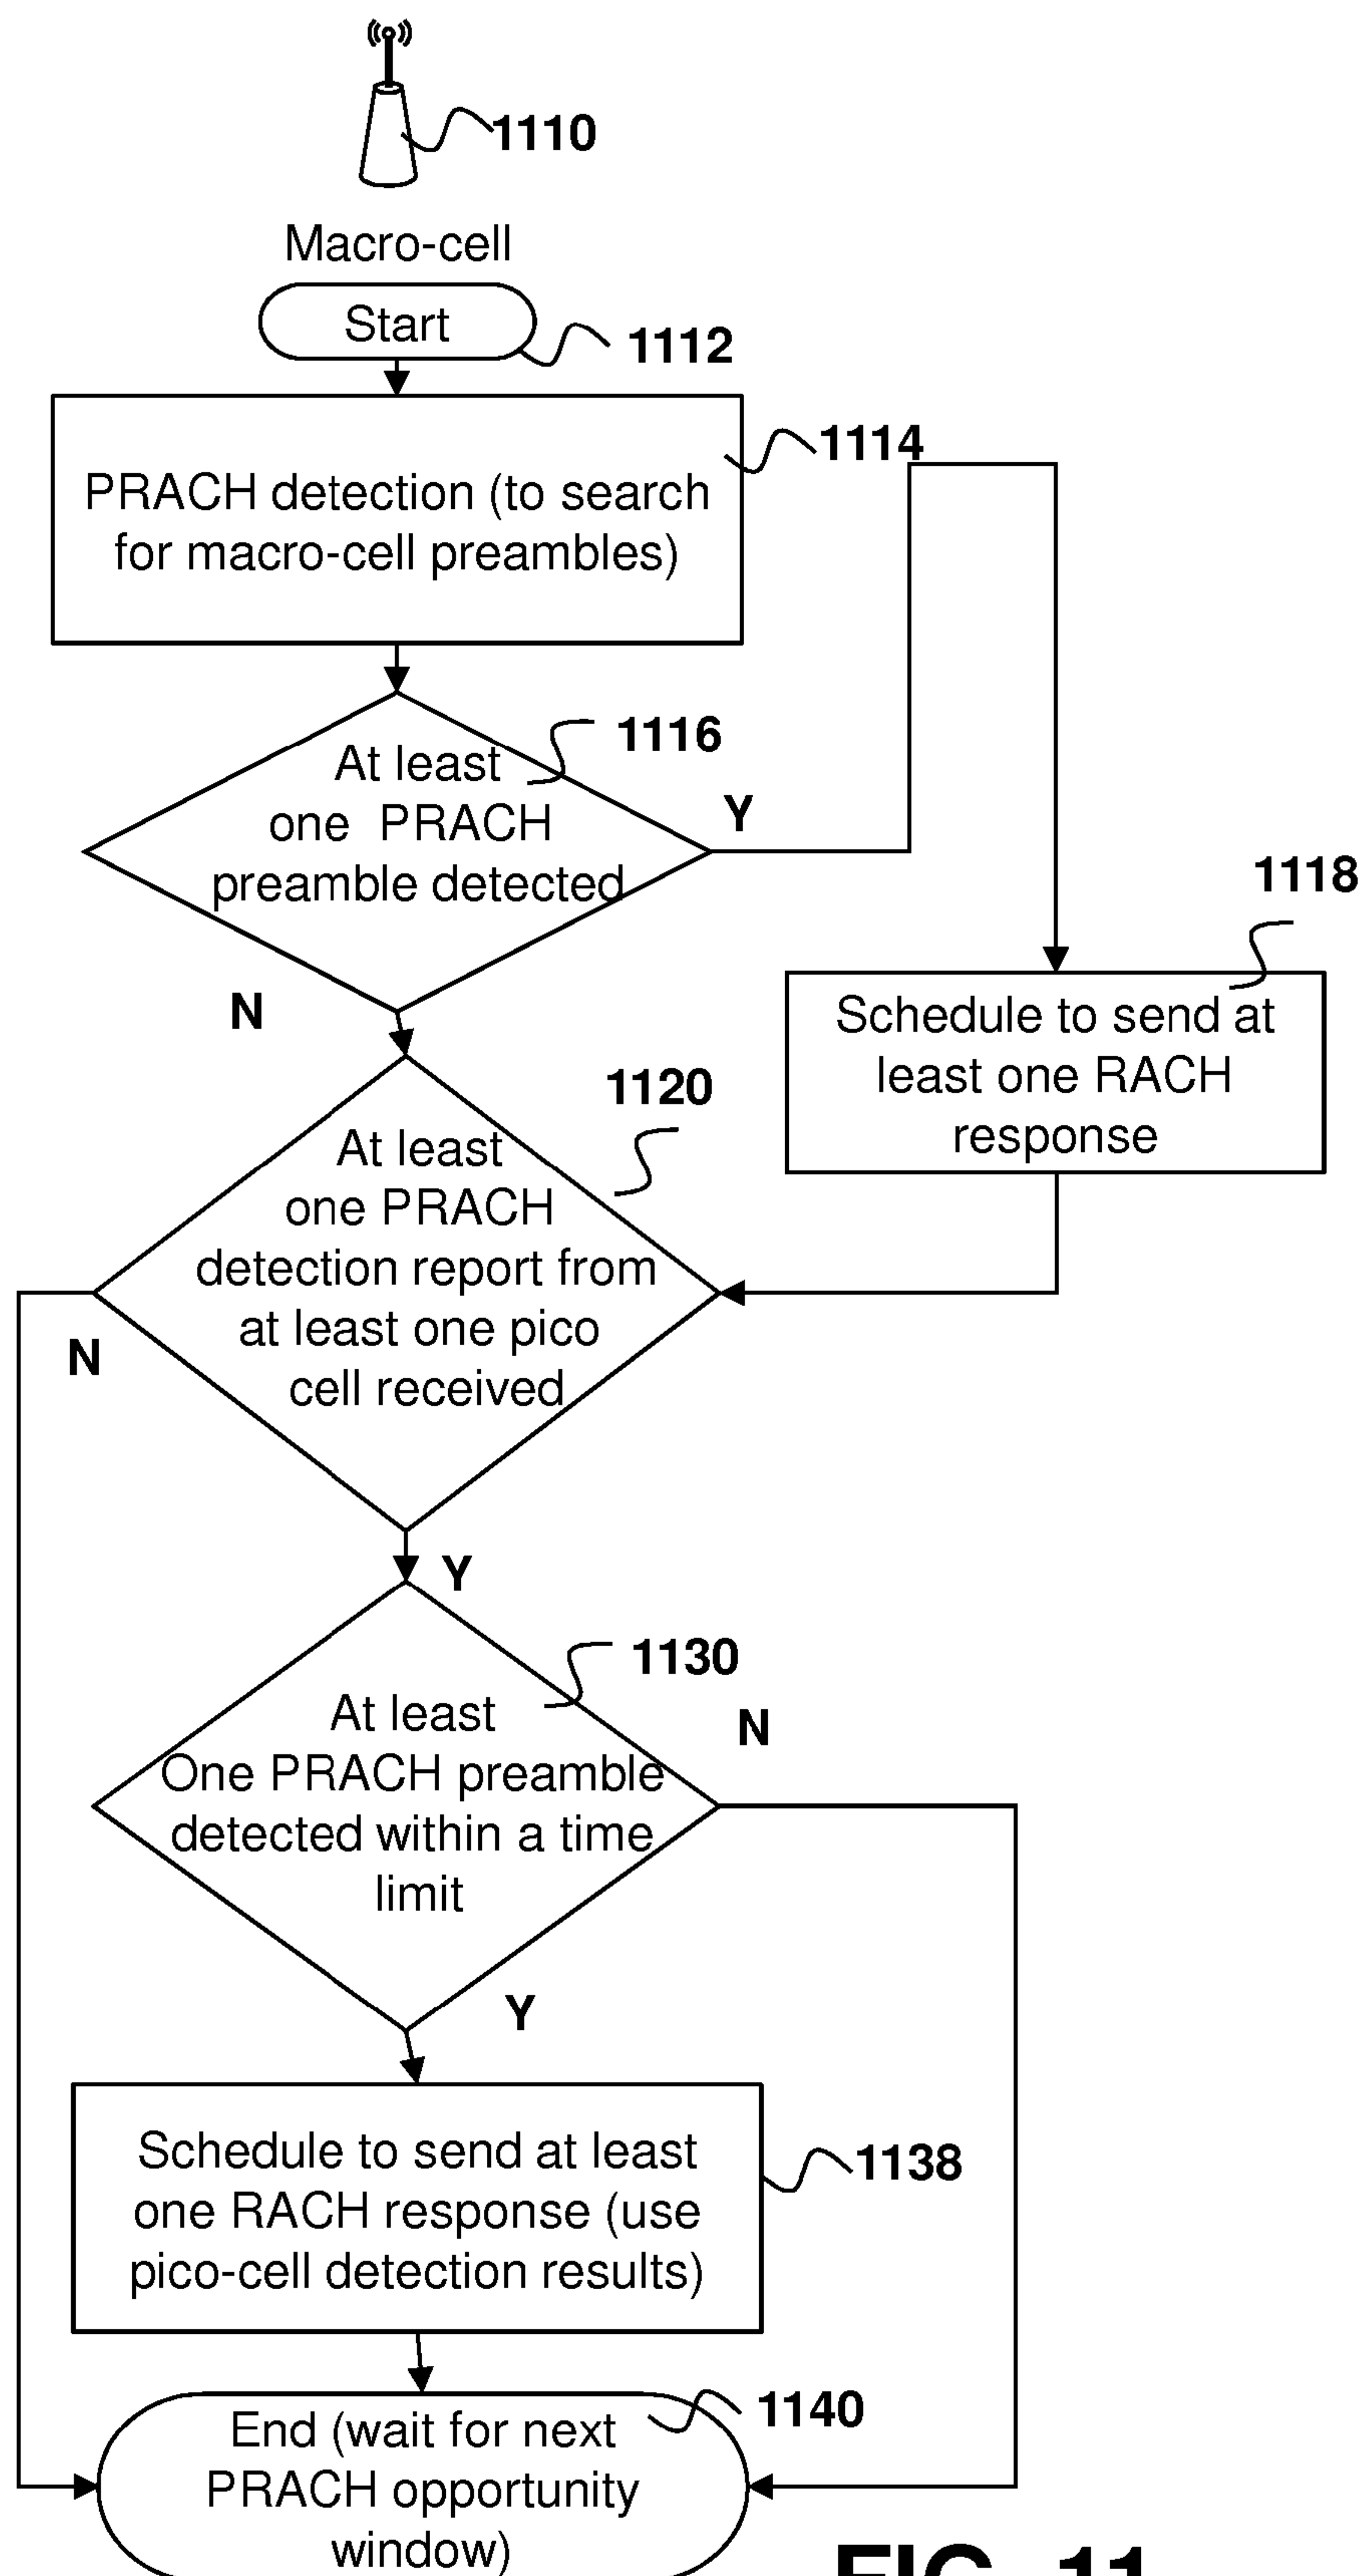 1110
Macro-cell
Start
1112
1114
PRACH detection (to search
for macro-cell preambles)
1116
At least
one PRACH
preamble detected
Y
N
1118
Schedule to send at
least one RACH
response
1120
At least
one PRACH
detection report from
at least one pico
cell received
N
Y
1130
At least
One PRACH preamble
detected within a time
limit
N
Y
Schedule to send at least
one RACH response (use
pico-cell detection results)
1138
1140
End (wait for next
PRACH opportunity
window)
FIG. 11